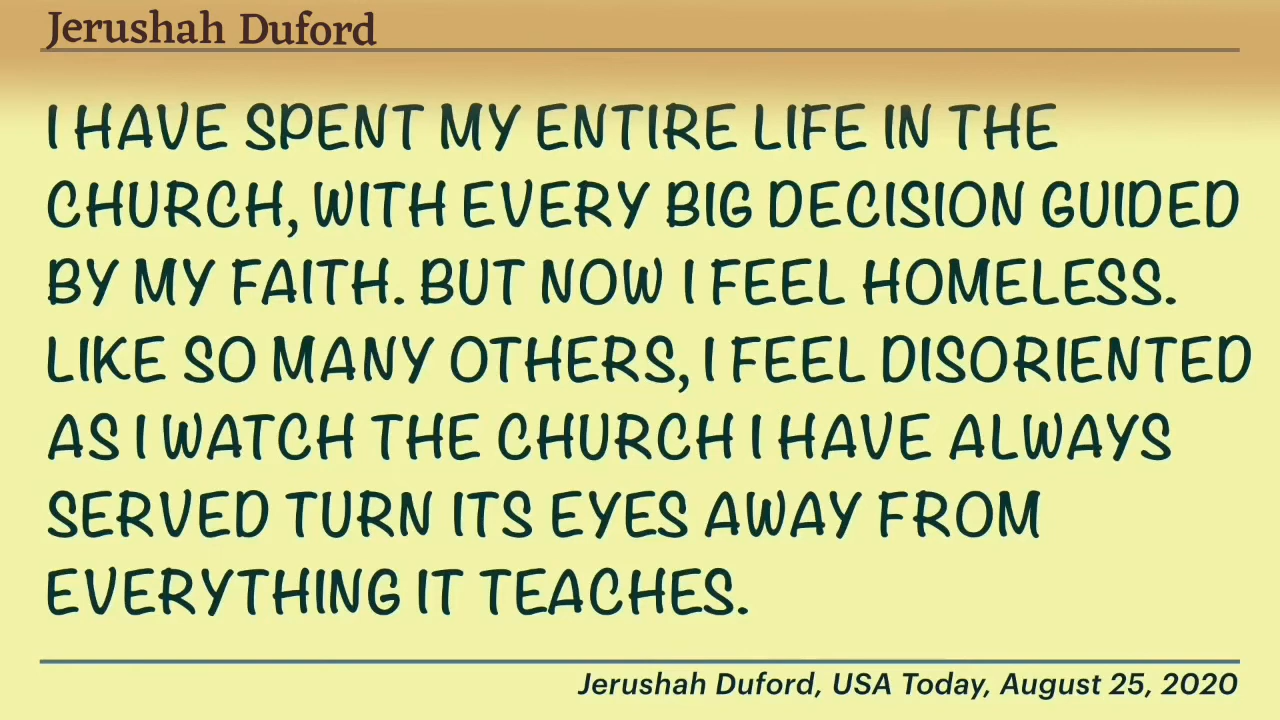 Jerushah Duford
I HAVE SPENT MY ENTIRE LIFE IN THE
CHURCH, WITH EVERY BIG DECISION GUIDED
BY MY FAITH. BUT NOW I FEEL HOMELESS.
LIKE SO MANY OTHERS, I FEEL DISORIENTED
AS I WATCH THE CHURCH I HAVE ALWAYS
SERVED TURN ITS EYES AWAY FROM
EVERYTHING IT TEACHES.
Jerushah Duford, USA Today, August 25, 2020